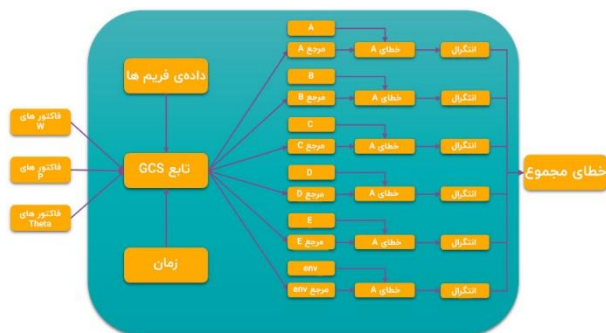 A
مرجع A
خطای A
انتگرال
B
مرجع B
خطای A
انتگرال
C
مرجع C
خطای A
انتگرال
D
مرجع D
خطای A
انتگرال
E
مرجع E
خطای A
انتگرال
env
مرجع env
خطای A
انتگرال
داده‌ی فریم ها
تابع GCS
زمان
فاکتور های
W
فاکتور های
P
فاکتور های
Theta
خطای مجموع